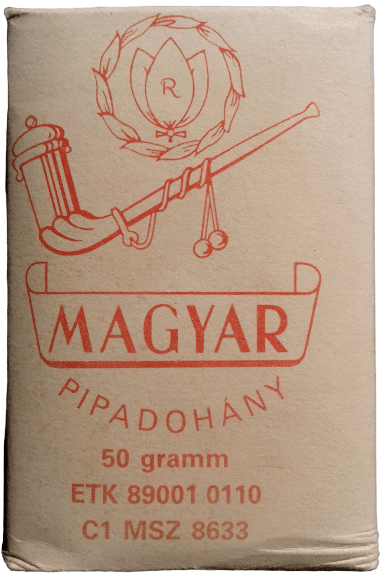 R
MAGYAR
PIPADOHÁNY
50 gramm
ETK 89001 0110
C1 MSZ 8633